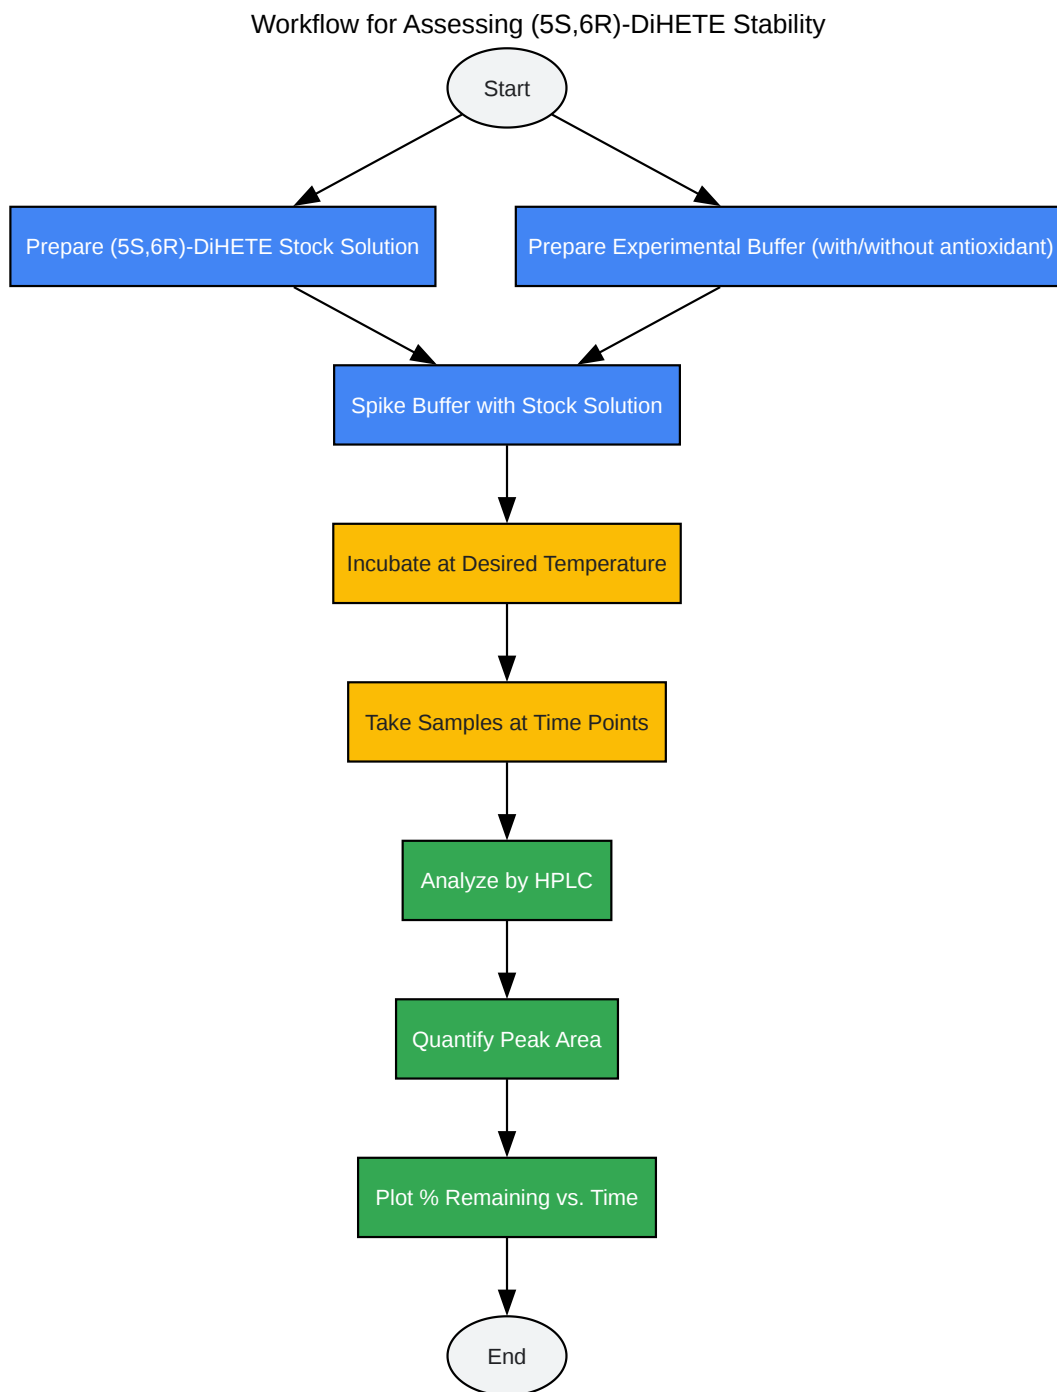 Workflow for Assessing (5S,6R)-DiHETE Stability
Start
Prepare (5S,6R)-DiHETE Stock Solution
Prepare Experimental Buffer (with/without antioxidant)
Spike Buffer with Stock Solution
Incubate at Desired Temperature
Take Samples at Time Points
Analyze by HPLC
Quantify Peak Area
Plot % Remaining vs. Time
End